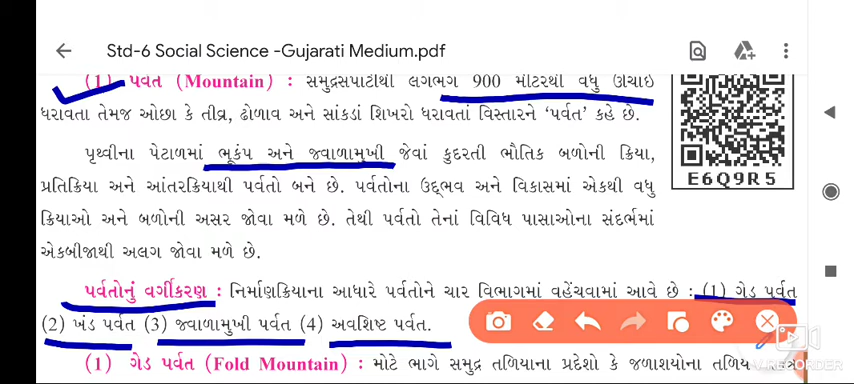 Std-6 Social Science -Gujarati Medium.pdf
(1) પર્વત (Mountain) : સમુદ્રસપાટીથી લગભગ 900 મીટરથી વધુ ઊંચાઈ
ધરાવતા તેમજ ઓછા કે તીવ્ર, ઢોળાવ અને સાંકડાં શિખરો ધરાવતાં વિસ્તારને ‘પર્વત’ કહે છે.
પૃથ્વીના પેટાળમાં ભૂકંપ અને જ્વાળામુખી જેવાં કુદરતી ભૌતિક બળોની ક્રિયા,
પ્રતિક્રિયા અને આંતરક્રિયાથી પર્વતો બને છે. પર્વતોના ઉદ્ભવ અને વિકાસમાં એકથી વધુ
E6Q9R5
ક્રિયાઓ અને બળોની અસર જોવા મળે છે. તેથી પર્વતો તેનાં વિવિધ પાસાઓના સંદર્ભમાં
એકબીજાથી અલગ જોવા મળે છે.
પર્વતોનું વર્ગીકરણ : નિર્માણક્રિયાના આધારે પર્વતોને ચાર વિભાગમાં વહેંચવામાં આવે છે : (1) ગેડ પર્વત
(2) ખંડ પર્વત (3) જ્વાળામુખી પર્વત (4) અવશિષ્ટ પર્વત.
(1) ગેડ પર્વત (Fold Mountain) : મોટે ભાગે સમુદ્ર તળિયાના પ્રદેશો કે જળાશયોના તળિય
RECORDER